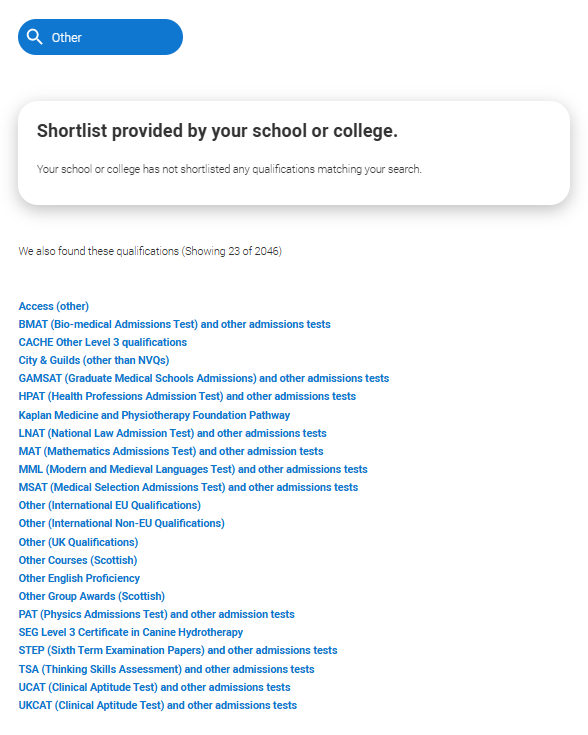 Other
Shortlist provided by your school or college.
Your school or college has not shortlisted any qualifications matching your search.
We also found these qualifications (Showing 23 of 2046)
Access (other)
BMAT (Bio-medical Admissions Test) and other admissions tests
CACHE Other Level 3 qualifications
City & Guilds (other than NVQs)
GAMSAT (Graduate Medical Schools Admissions) and other admissions tests
HPAT (Health Professions Admission Test) and other admissions tests
Kaplan Medicine and Physiotherapy Foundation Pathway
LNAT (National Law Admission Test) and other admissions tests
MAT (Mathematics Admissions Test) and other admission tests
MML (Modern and Medieval Languages Test) and other admissions tests
MSAT (Medical Selection Admissions Test) and other admissions tests
Other (International EU Qualifications)
Other (International Non-EU Qualifications)
Other (UK Qualifications)
Other Courses (Scottish)
Other English Proficiency
Other Group Awards (Scottish)
PAT (Physics Admissions Test) and other admission tests
SEG Level 3 Certificate in Canine Hydrotherapy
STEP (Sixth Term Examination Papers) and other admissions tests
TSA (Thinking Skills Assessment) and other admissions tests
UCAT (Clinical Aptitude Test) and other admissions tests
UKCAT (Clinical Aptitude Test) and other admissions tests